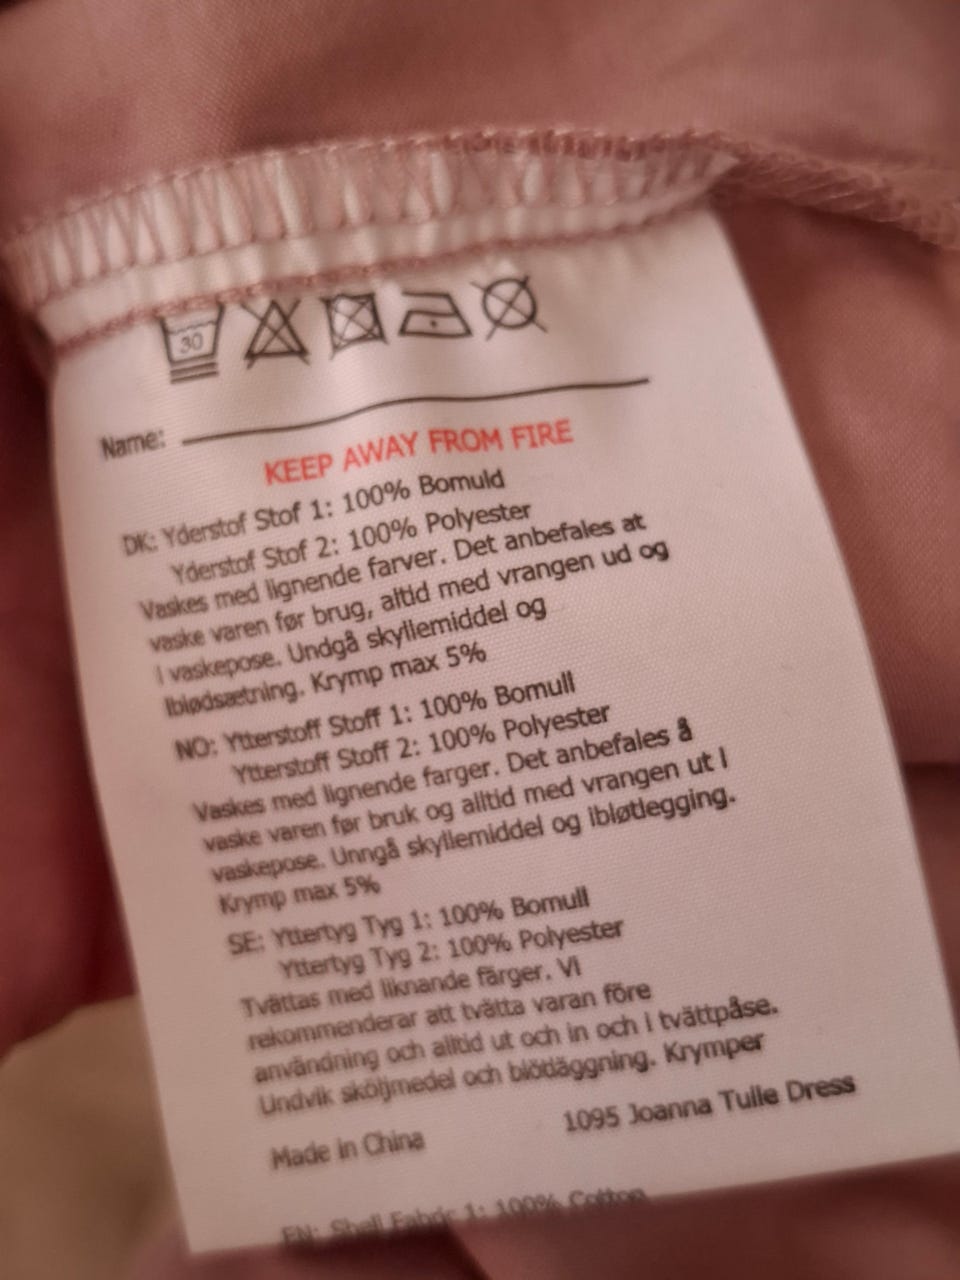 30
Name:
KEEP AWAY FROM FIRE
DK: Yderstof Stof 1: 100% Bomuld
Yderstof Stof 2: 100% Polyester
Vaskes med lignende farver. Det anbefales at
vaske varen før brug, altid med vrangen ud og
i vaskepose. Undgå skyllemiddel og
iblødsætning. Krymp max 5%
NO: Ytterstoff Stoff 1: 100% Bomull
Ytterstoff Stoff 2: 100% Polyester
Vaskes med lignende farger. Det anbefales å
vaske varen før bruk og alltid med vrangen ut i
vaskepose. Unngå skyllemiddel og ibløtlegging.
Krymp max 5%
SE: Yttertyg Tyg 1: 100% Bomull
Yttertyg Tyg 2: 100% Polyester
Tvättas med liknande färger. Vi
rekommenderar att tvätta varan före
användning och alltid ut och in och i tvättpåse.
Undvik sköljmedel och blötläggning. Krymper
Made in China 1095 Joanna Tulle Dress
EN: Shell Fabric 1: 100% Cotton